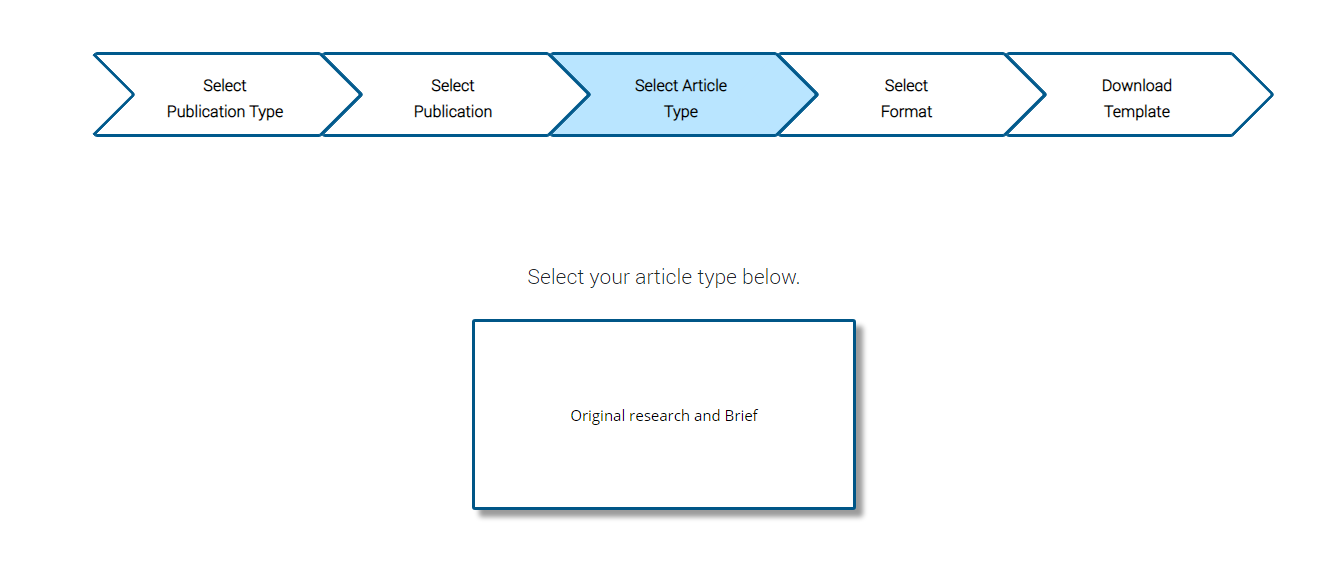 Select
Publication Type
Select
Publication
Select Article
Type
Select
Format
Download
Template
Select your article type below.
Original research and Brief